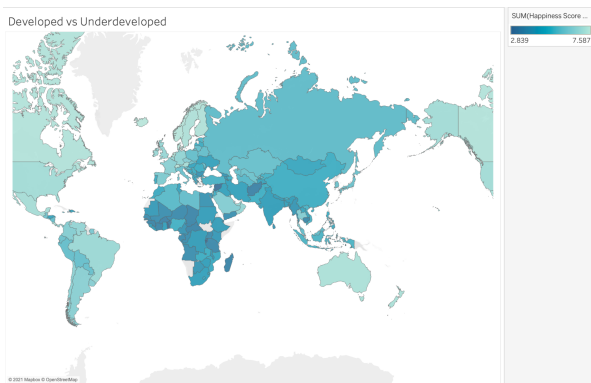 Developed vs Underdeveloped
SUM(Happiness Score ...
2.839 7.587
© 2021 Mapbox © OpenStreetMap